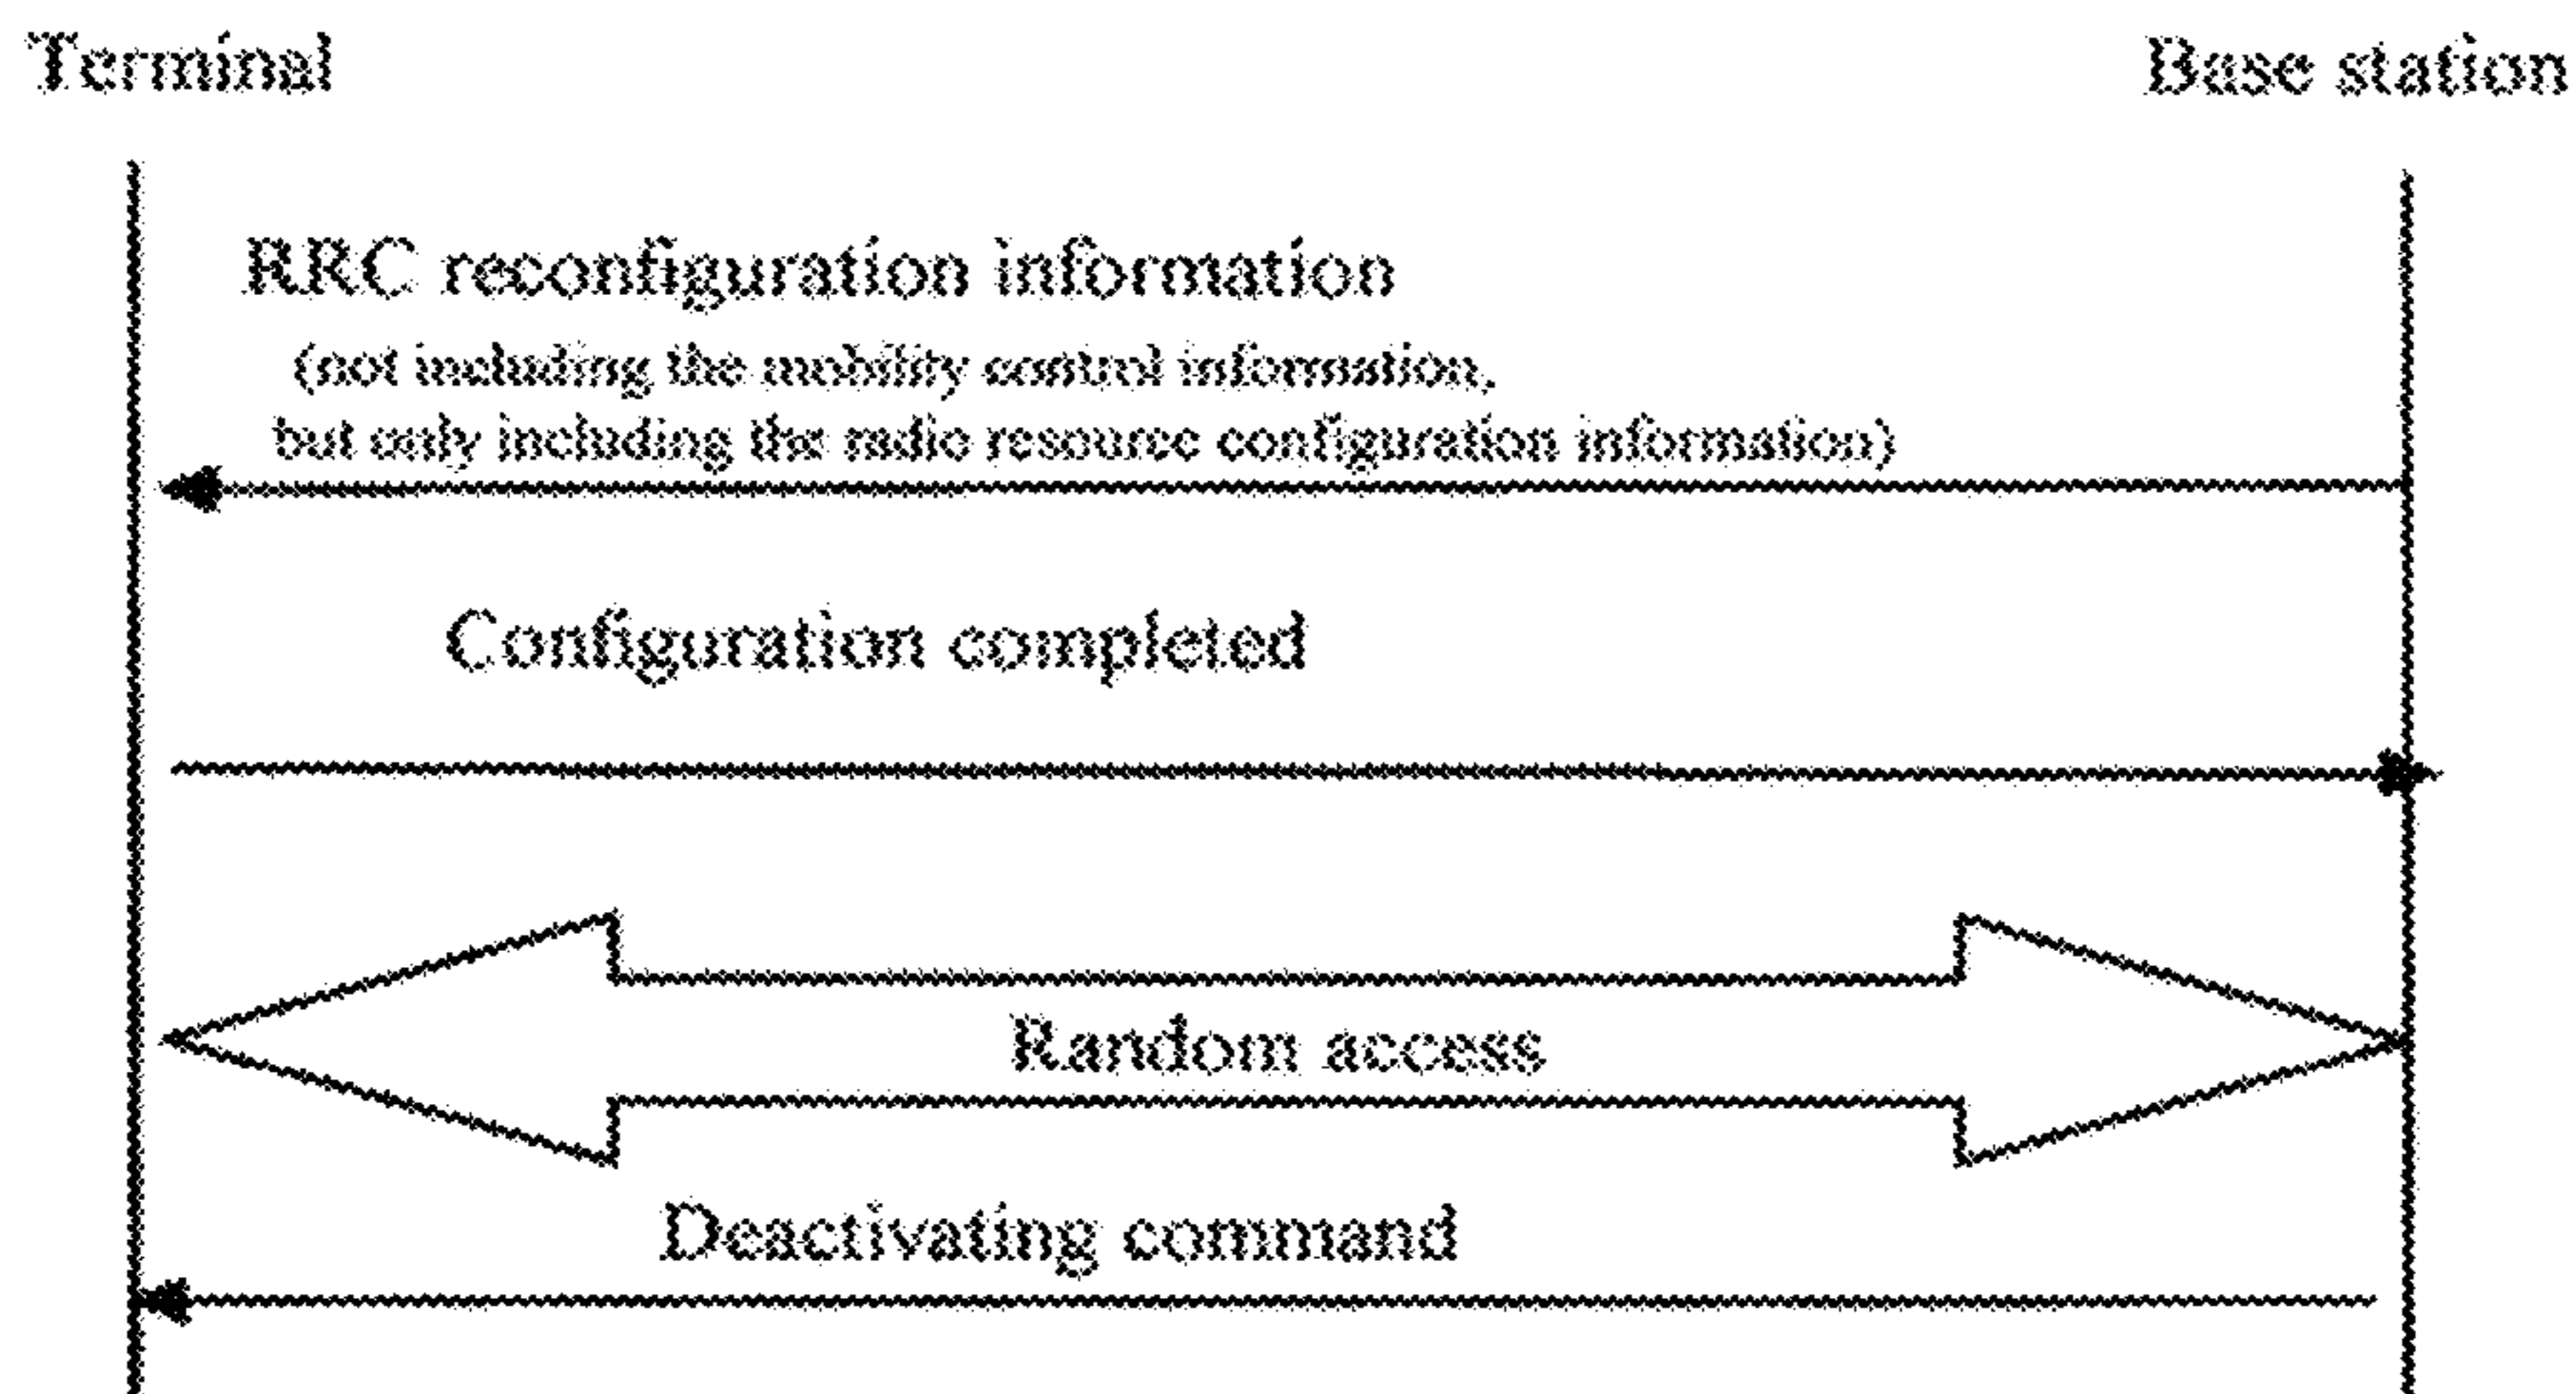 Terminal
Base station
RRC reconfiguration information
(not including the mobility control information,
but only including the radio resource configuration information)
Configuration completed
Random access
Deactivating command